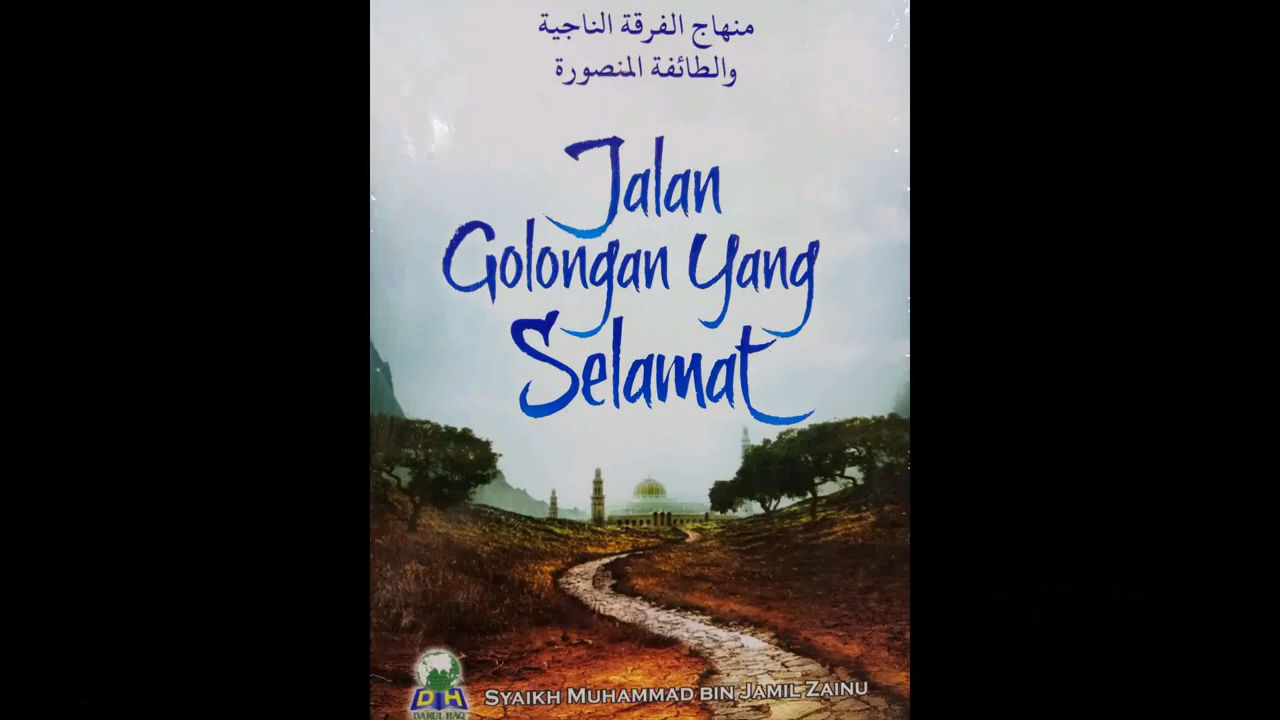 منهاج الفرقة الناجية
والطائفة المنصورة
Jalan
Golongan Yang
Selamat
DH
DARUL HAQ
SYAIKH MUHAMMAD BIN JAMIL ZAINU